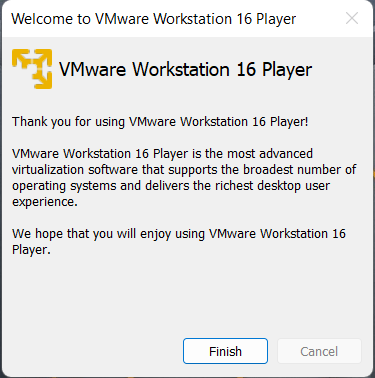 Welcome to VMware Workstation 16 Player
VMware Workstation 16 Player
Thank you for using VMware Workstation 16 Player!
VMware Workstation 16 Player is the most advanced
virtualization software that supports the broadest number of
operating systems and delivers the richest desktop user
experience.
We hope that you will enjoy using VMware Workstation 16
Player.
Finish
Cancel